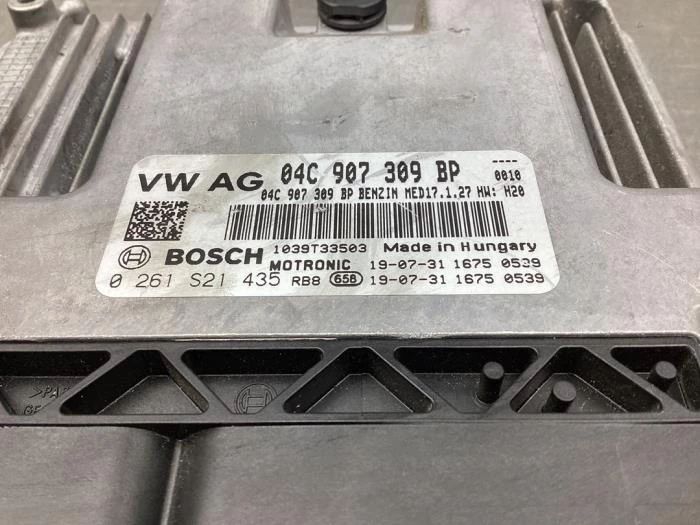 VW AG 04C 907 309 BP ----
0010
04C 907 309 BP BENZIN MED17.1.27 HW: H20
BOSCH 1039T33503 Made in Hungary
MOTRONIC 19-07-31 1675 0539
0 261 S21 435 RB8 658 19-07-31 1675 0539
>PA